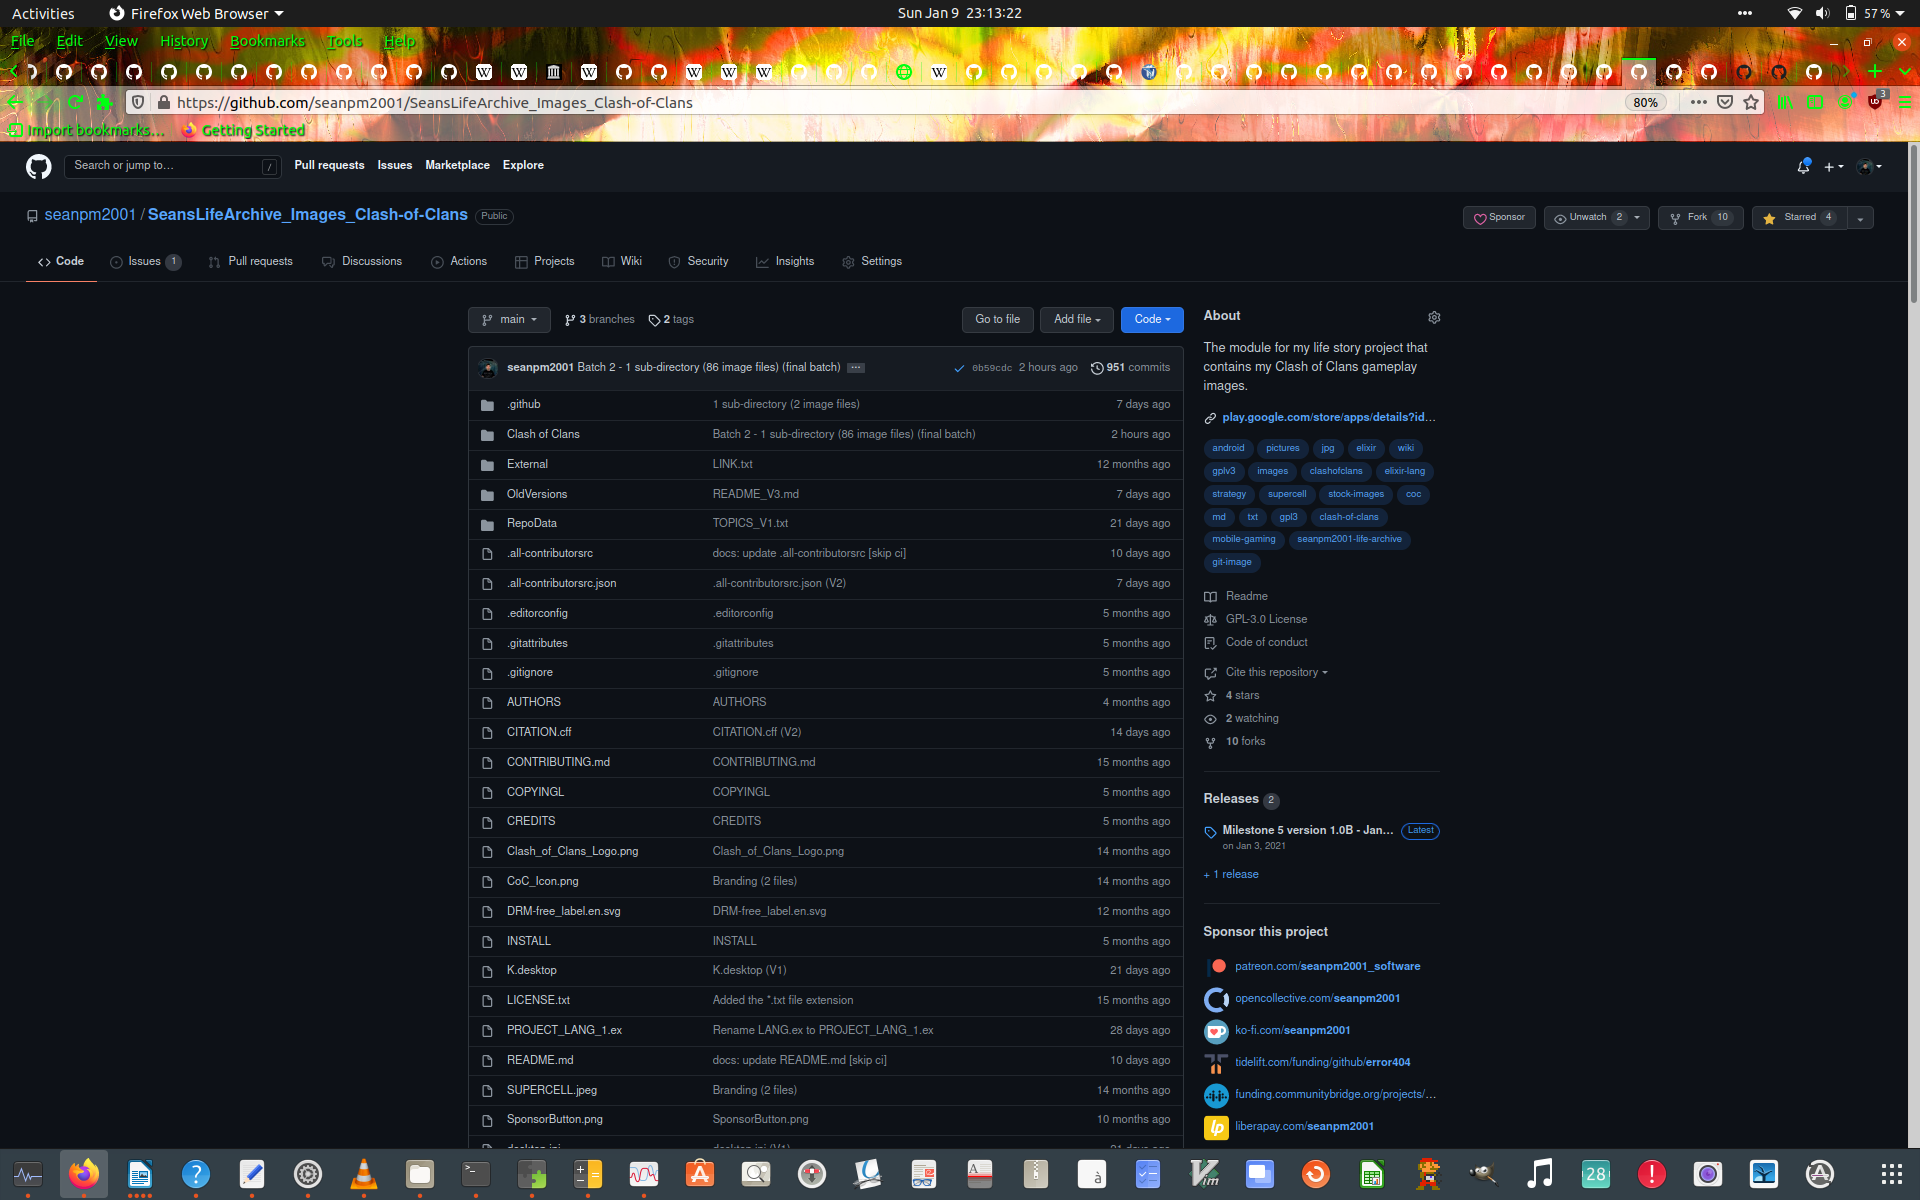 Activities Firefox Web Browser Sun Jan 9 23:13:22 57 %
File Edit View History Bookmarks Tools Help
https://github.com/seanpm2001/SeansLifeArchive_Images_Clash-of-Clans 80% 3
Import bookmarks... Getting Started
Search or jump to... / Pull requests Issues Marketplace Explore
seanpm2001 / SeansLifeArchive_Images_Clash-of-Clans Public Sponsor Unwatch 2 Fork 10 Starred 4
Code Issues 1 Pull requests Discussions Actions Projects Wiki Security Insights Settings
main 3 branches 2 tags Go to file Add file Code
seanpm2001 Batch 2 - 1 sub-directory (86 image files) (final batch) ... 0b59cdc 2 hours ago 951 commits
.github 1 sub-directory (2 image files) 7 days ago
Clash of Clans Batch 2 - 1 sub-directory (86 image files) (final batch) 2 hours ago
External LINK.txt 12 months ago
OldVersions README_V3.md 7 days ago
RepoData TOPICS_V1.txt 21 days ago
.all-contributorsrc docs: update .all-contributorsrc [skip ci] 10 days ago
.all-contributorsrc.json .all-contributorsrc.json (V2) 7 days ago
.editorconfig .editorconfig 5 months ago
.gitattributes .gitattributes 5 months ago
.gitignore .gitignore 5 months ago
AUTHORS AUTHORS 4 months ago
CITATION.cff CITATION.cff (V2) 14 days ago
CONTRIBUTING.md CONTRIBUTING.md 15 months ago
COPYINGL COPYINGL 5 months ago
CREDITS CREDITS 5 months ago
Clash_of_Clans_Logo.png Clash_of_Clans_Logo.png 14 months ago
CoC_Icon.png Branding (2 files) 14 months ago
DRM-free_label.en.svg DRM-free_label.en.svg 12 months ago
INSTALL INSTALL 5 months ago
K.desktop K.desktop (V1) 21 days ago
LICENSE.txt Added the *.txt file extension 15 months ago
PROJECT_LANG_1.ex Rename LANG.ex to PROJECT_LANG_1.ex 28 days ago
README.md docs: update README.md [skip ci] 10 days ago
SUPERCELL.jpeg Branding (2 files) 14 months ago
SponsorButton.png SponsorButton.png 10 months ago
About
The module for my life story project that
contains my Clash of Clans gameplay
images.
play.google.com/store/apps/details?id...
android pictures jpg elixir wiki
gplv3 images clashofclans elixir-lang
strategy supercell stock-images coc
md txt gpl3 clash-of-clans
mobile-gaming seanpm2001-life-archive
git-image
Readme
GPL-3.0 License
Code of conduct
Cite this repository
4 stars
2 watching
10 forks
Releases 2
Milestone 5 version 1.0B - Jan... Latest
on Jan 3, 2021
+ 1 release
Sponsor this project
patreon.com/seanpm2001_software
opencollective.com/seanpm2001
ko-fi.com/seanpm2001
tidelift.com/funding/github/error404
funding.communitybridge.org/projects/...
liberapay.com/seanpm2001